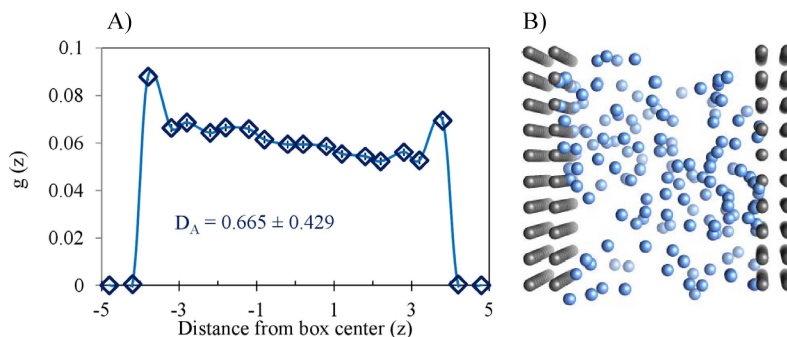 A)
B)
g (z)
0.1
0.08
0.06
0.04
0.02
0
D_A = 0.665 ± 0.429
-5
-3
-1
1
3
5
Distance from box center (z)